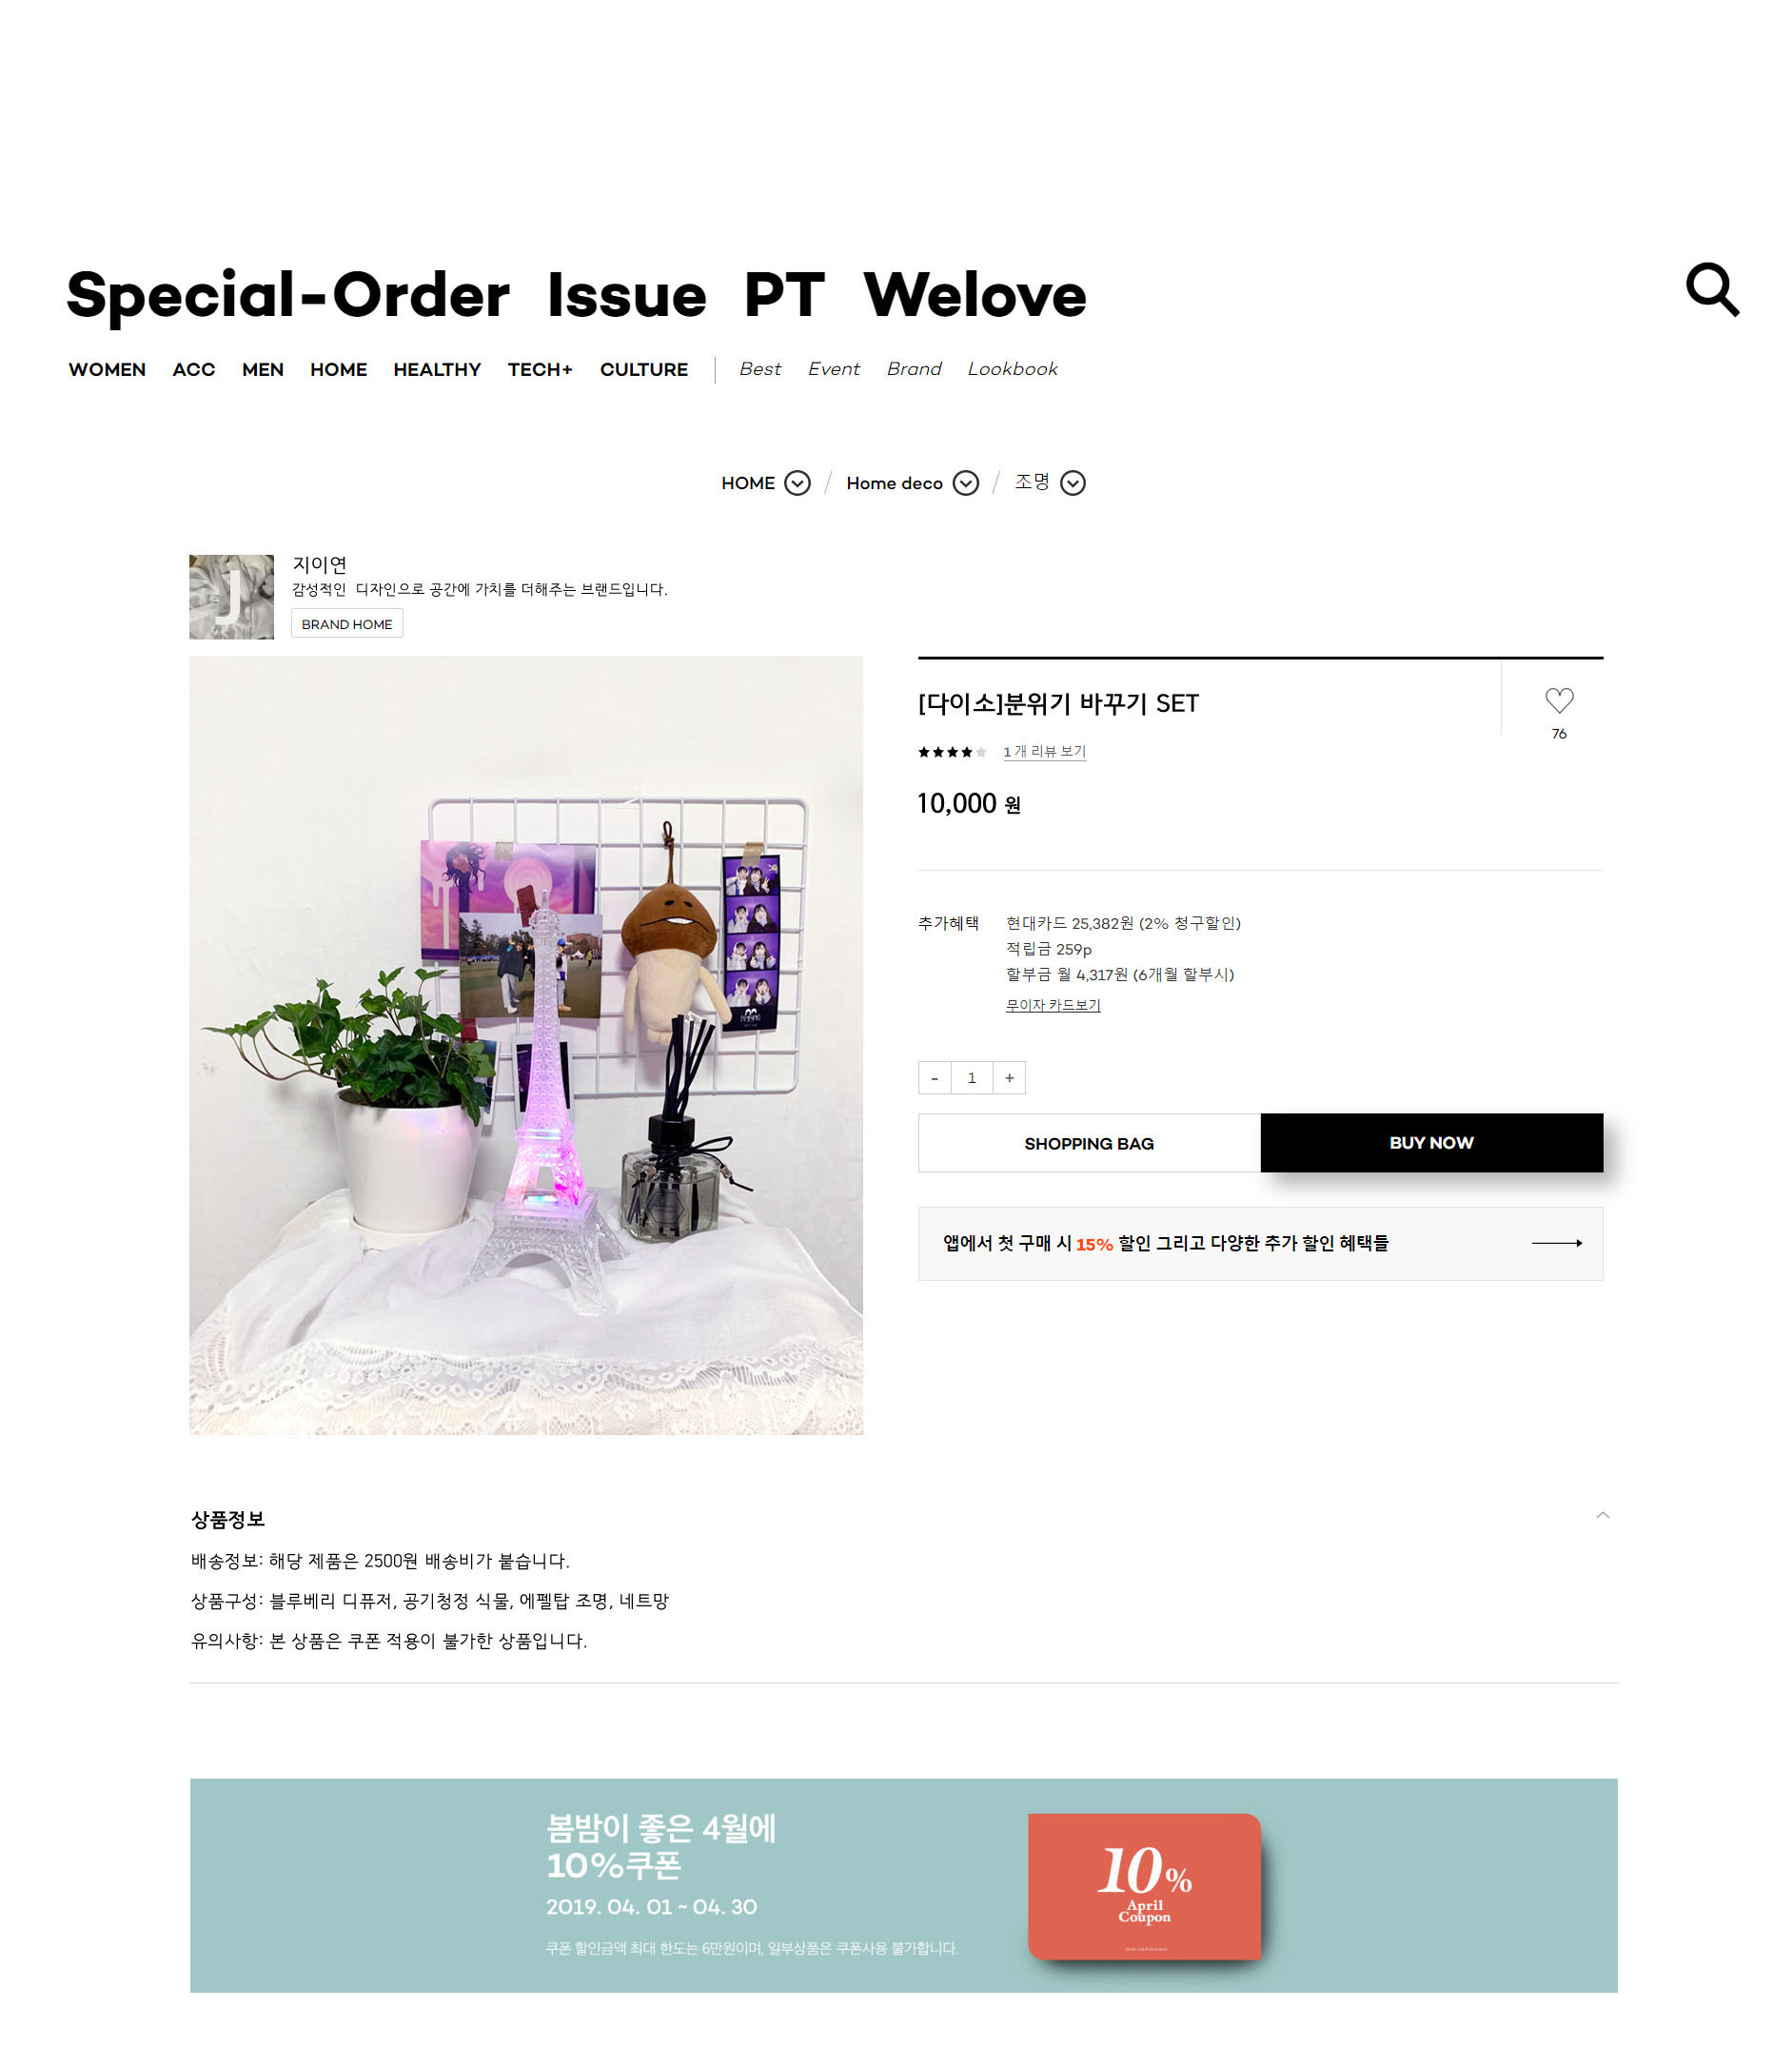 Special-Order Issue PT Welove
WOMEN ACC MEN HOME HEALTHY TECH+ CULTURE Best Event Brand Lookbook
HOME / Home deco / 조명
J
지이연
감성적인 디자인으로 공간에 가치를 더해주는 브랜드입니다.
BRAND HOME
[다이소]분위기 바꾸기 SET
76
1 개 리뷰 보기
10,000 원
추가혜택 현대카드 25,382원 (2% 청구할인)
적립금 259p
할부금 월 4,317원 (6개월 할부시)
무이자 카드보기
- 1 +
SHOPPING BAG BUY NOW
앱에서 첫 구매 시 15% 할인 그리고 다양한 추가 할인 혜택들
상품정보
배송정보: 해당 제품은 2500원 배송비가 붙습니다.
상품구성: 블루베리 디퓨저, 공기청정 식물, 에펠탑 조명, 네트망
유의사항: 본 상품은 쿠폰 적용이 불가한 상품입니다.
봄밤이 좋은 4월에
10%쿠폰
2019. 04. 01 ~ 04. 30
쿠폰 할인금액 최대 한도는 6만원이며, 일부상품은 쿠폰사용 불가합니다.
10%
April
Coupon